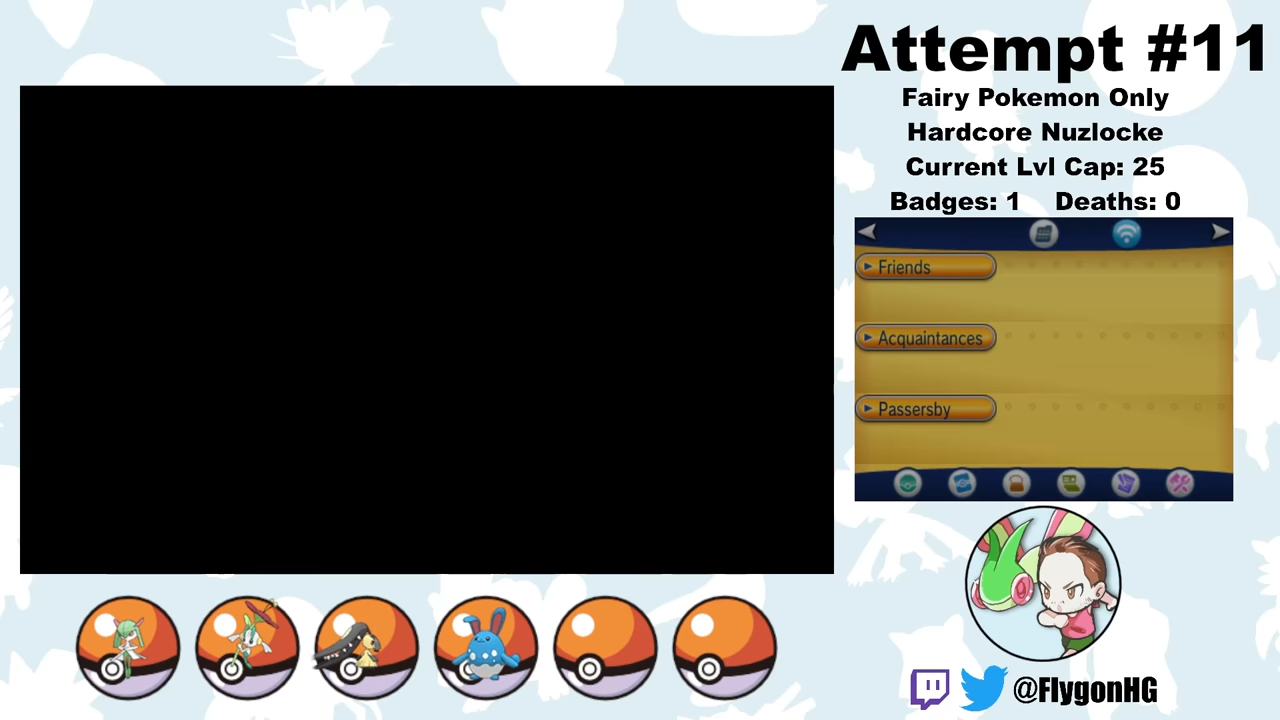 Attempt #11
Fairy Pokemon Only
Hardcore Nuzlocke
Current Lvl Cap: 25
Badges: 1 Deaths: 0
Friends
Acquaintances
Passersby
@FlygonHG